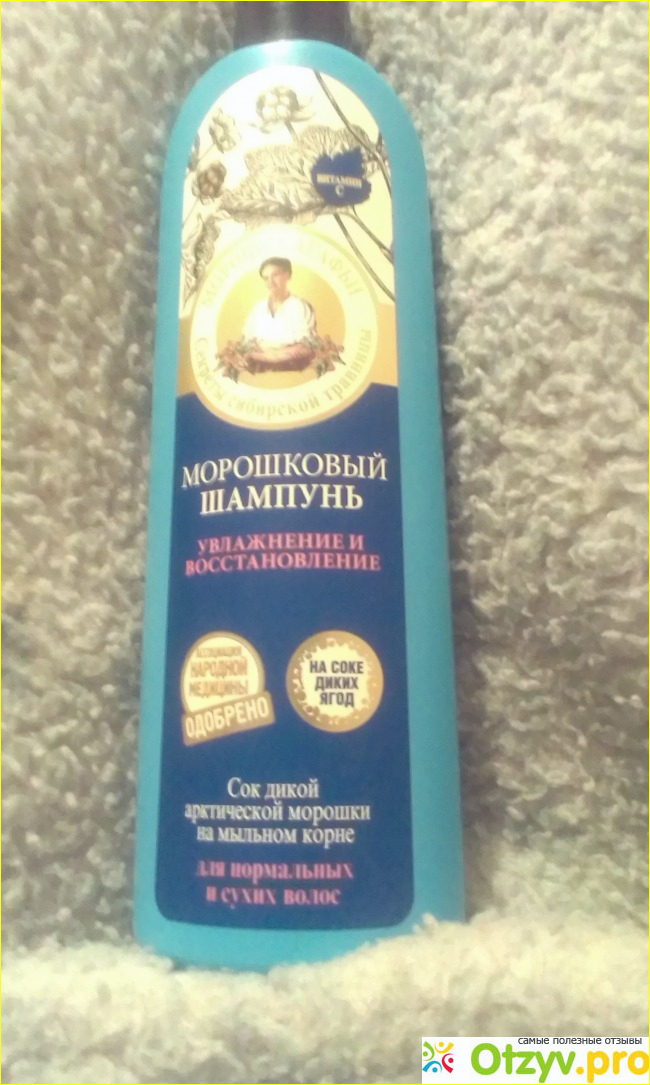 ВИТАМИН
С
Секреты сибирской травницы
МОРОШКОВЫЙ
ШАМПУНЬ
УВЛАЖНЕНИЕ И
ВОССТАНОВЛЕНИЕ
АССОЦИАЦИЯ
НАРОДНОЙ
МЕДИЦИНЫ
ОДОБРЕНО
НА СОКЕ
ДИКИХ
ЯГОД
Сок дикой
арктической морошки
на мыльном корне
для нормальных
и сухих волос
самые полезные отзывы
Otzyv.pro